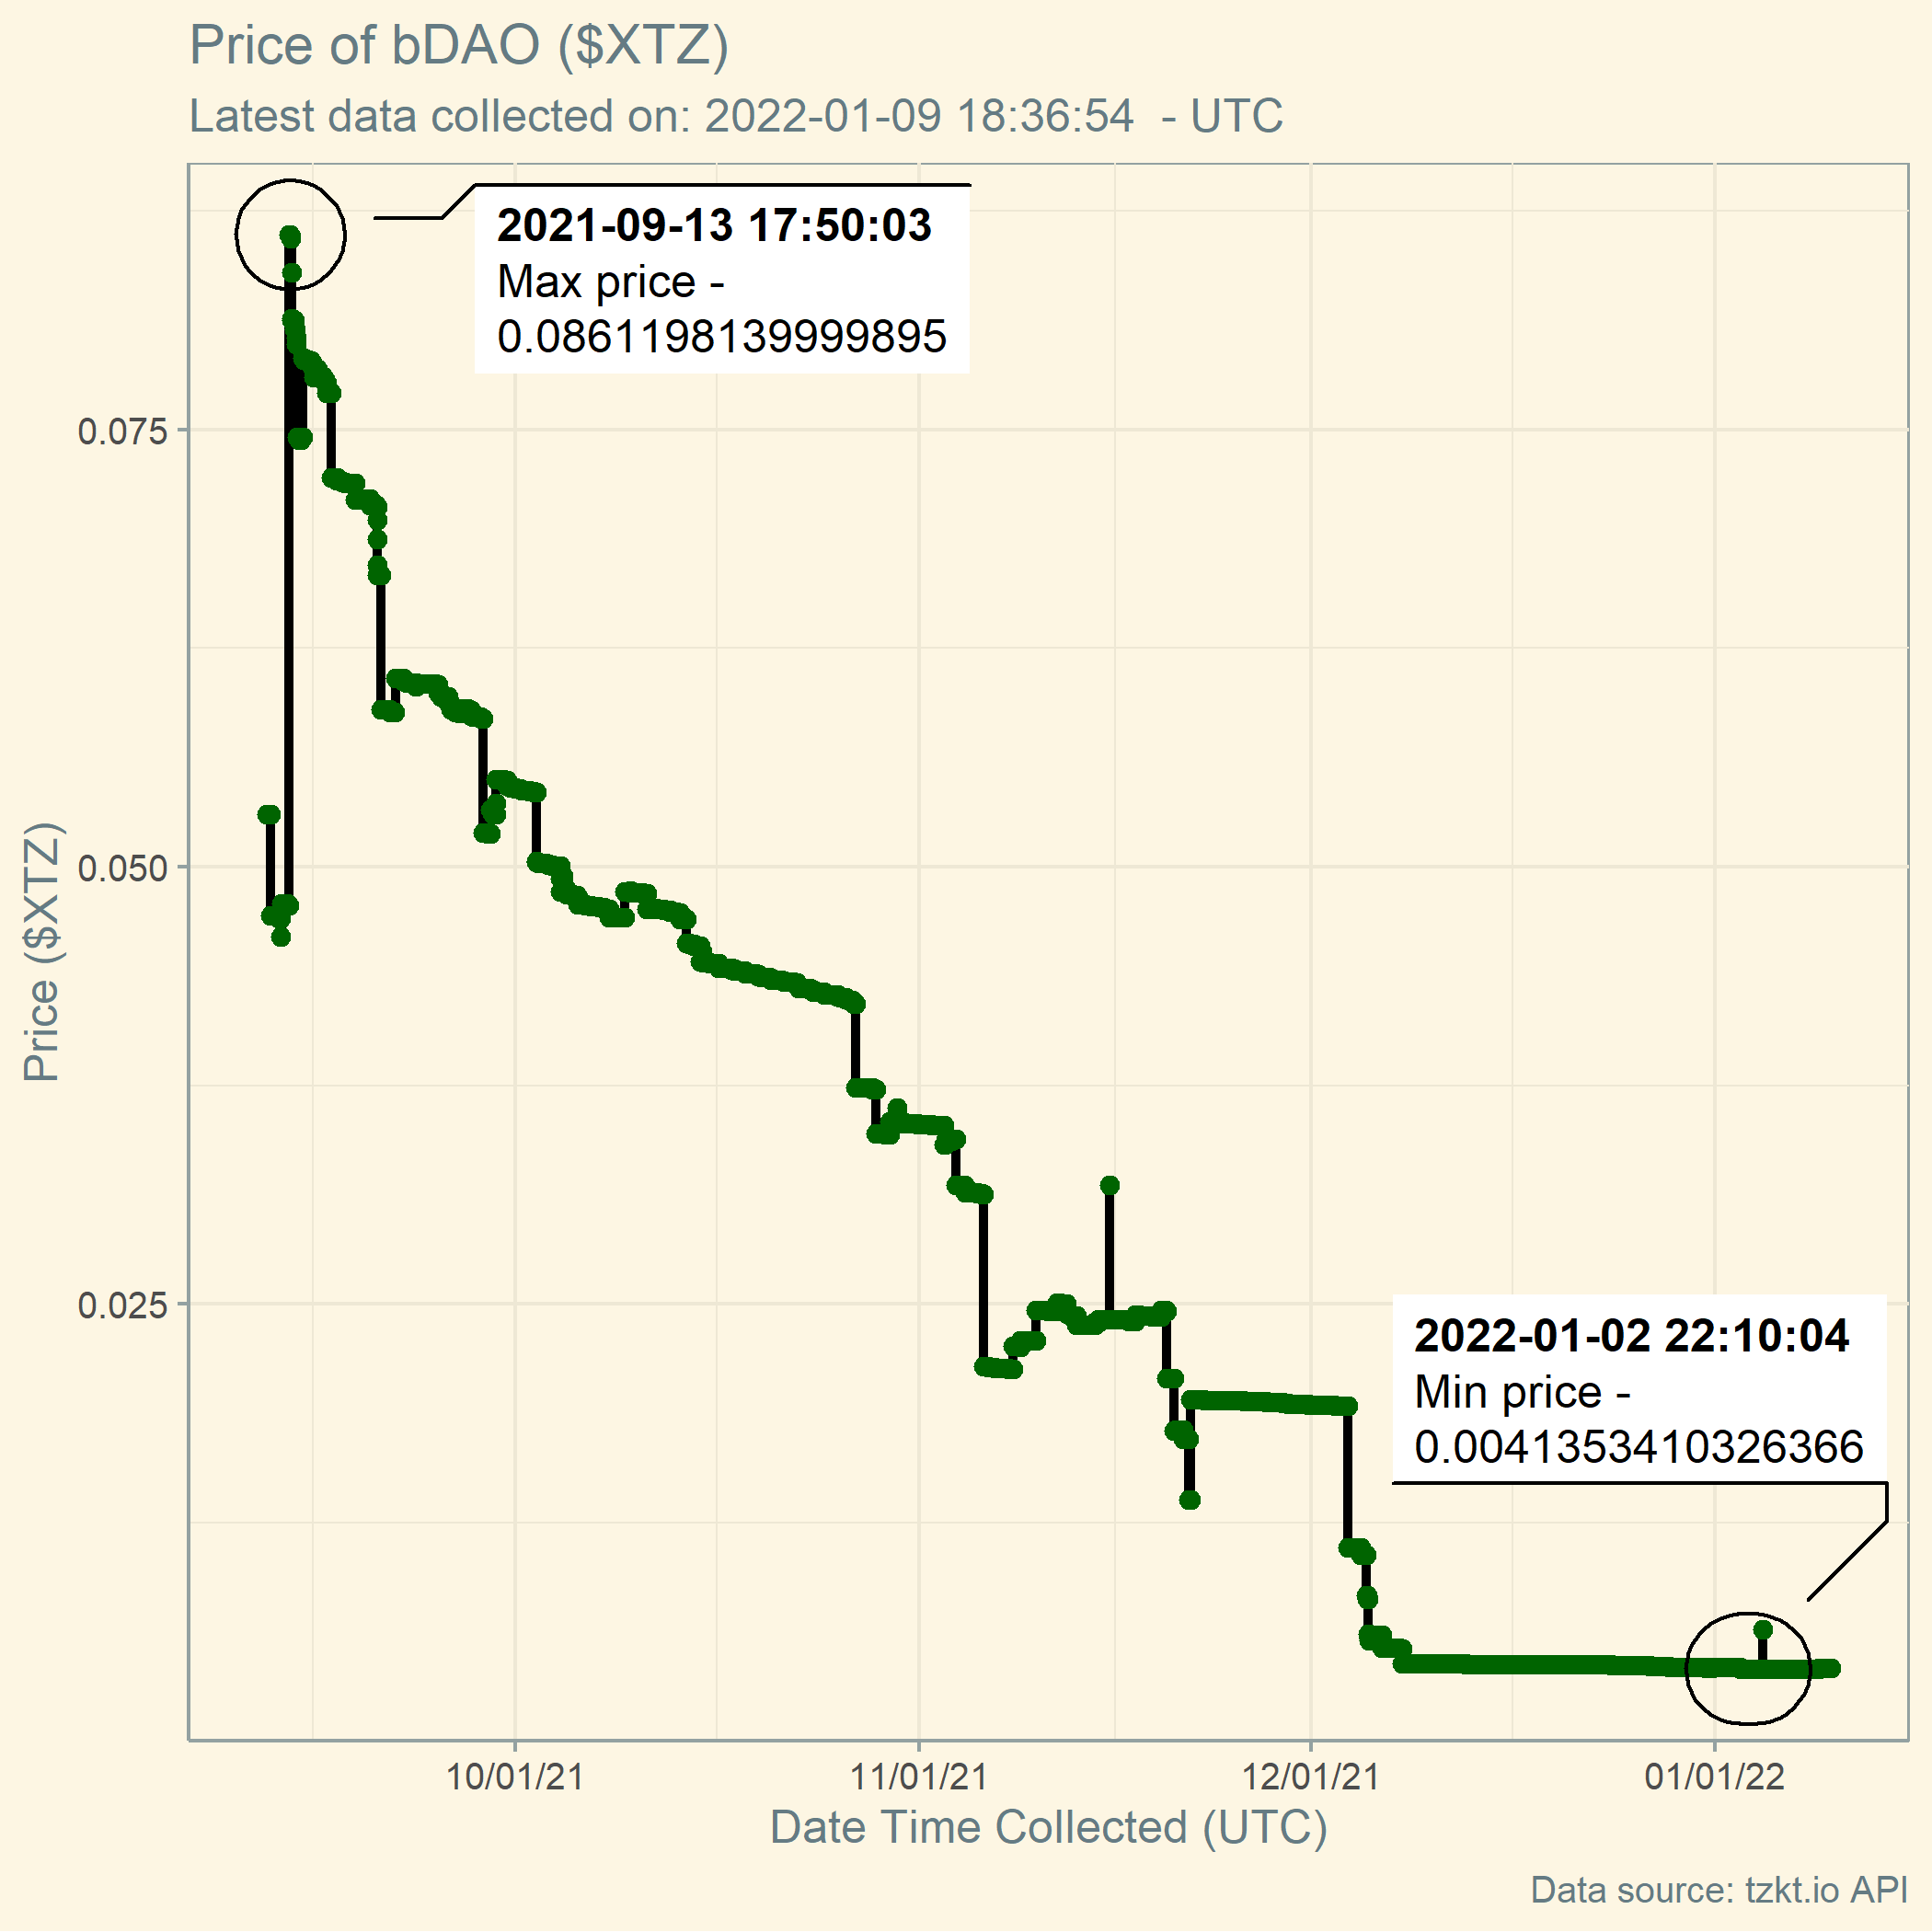 Price of bDAO ($XTZ)
Latest data collected on: 2022-01-09 18:36:54  - UTC
2021-09-13 17:50:03
Max price -
0.0861198139999895
0.075
0.050
0.025
Price ($XTZ)
2022-01-02 22:10:04
Min price -
0.00413534103263​66
10/01/21
11/01/21
12/01/21
01/01/22
Date Time Collected (UTC)
Data source: tzkt.io API